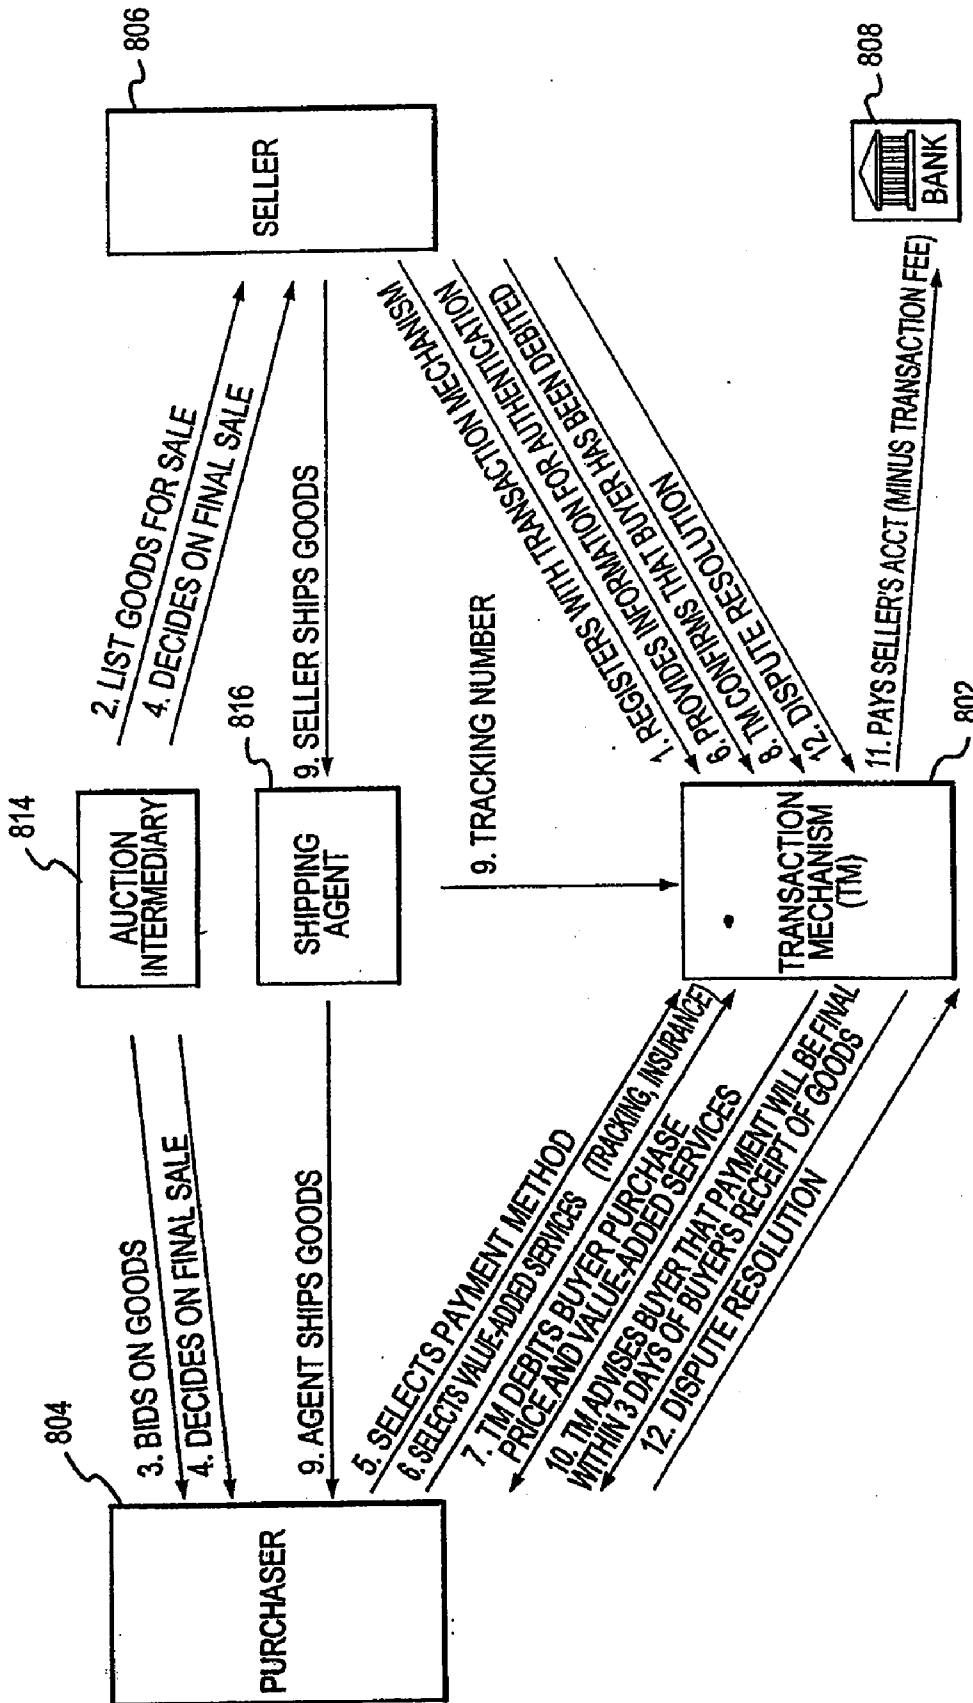 814
AUCTION
INTERMEDIARY
806
SELLER
804
PURCHASER
2. LIST GOODS FOR SALE
4. DECIDES ON FINAL SALE
3. BIDS ON GOODS
4. DECIDES ON FINAL SALE
816
SHIPPING
AGENT
9. SELLER SHIPS GOODS
9. AGENT SHIPS GOODS
9. TRACKING NUMBER
5. SELECTS PAYMENT METHOD
6. SELECTS VALUE-ADDED SERVICES (TRACKING, INSURANCE)
7. TM DEBITS BUYER PURCHASE
PRICE AND VALUE-ADDED SERVICES
10. TM ADVISES BUYER THAT PAYMENT WILL BE FINAL
WITHIN 3 DAYS OF BUYER'S RECEIPT OF GOODS
12. DISPUTE RESOLUTION
1. REGISTERS WITH TRANSACTION MECHANISM
6. PROVIDES INFORMATION FOR AUTHENTICATION
8. TM CONFIRMS THAT BUYER HAS BEEN DEBITED
12. DISPUTE RESOLUTION
TRANSACTION
MECHANISM
(TM)
802
11. PAYS SELLER'S ACCT (MINUS TRANSACTION FEE)
808
BANK